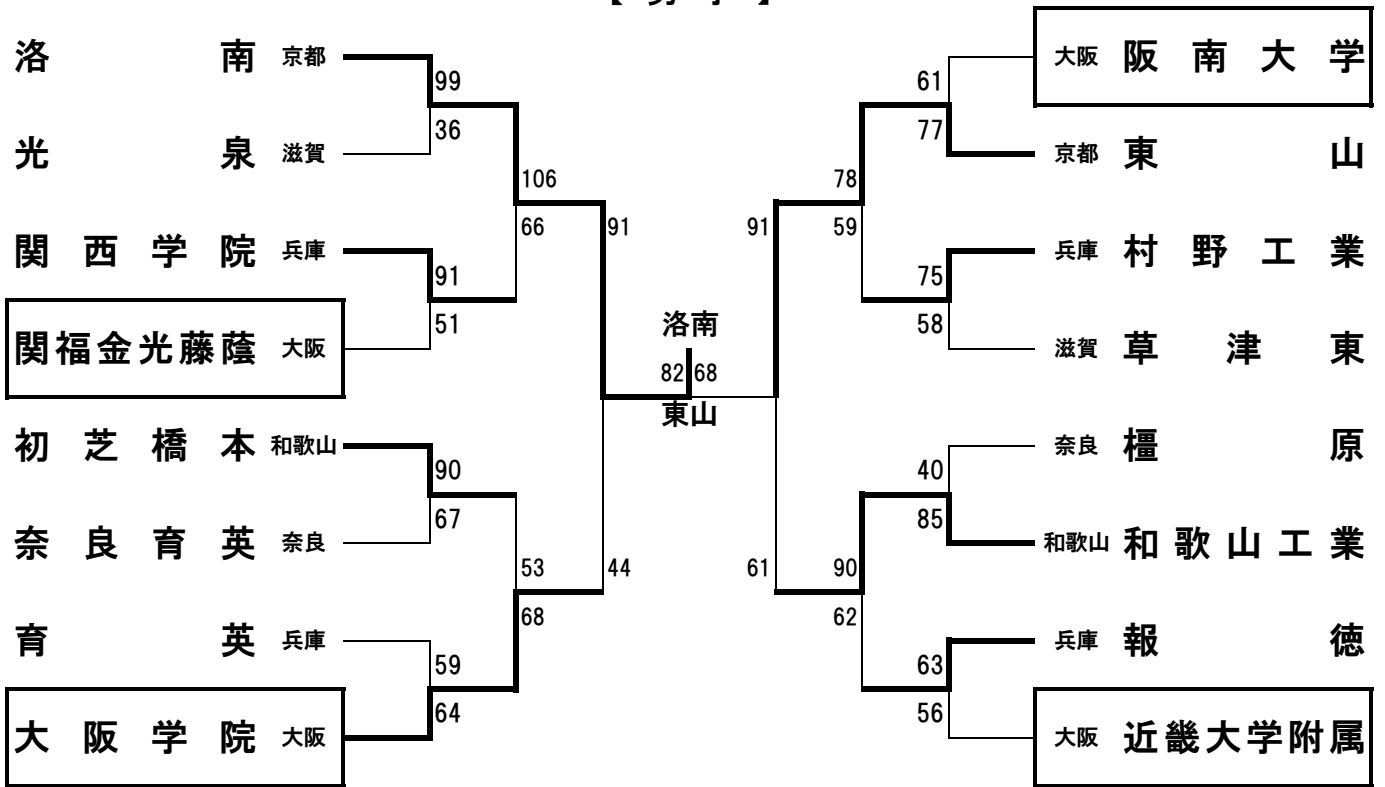 洛南 京都
99
36
光泉 滋賀
106
66
関西学院 兵庫
91
51
関福金光藤蔭 大阪
91
44
初芝橋本 和歌山
90
67
奈良育英 奈良
53
68
育英 兵庫
59
64
大阪学院 大阪
洛南
82 68
東山
大阪 阪南大学
61
77
京都 東山
78
59
兵庫 村野工業
75
58
滋賀 草津東
91
61
奈良 橿原
40
85
和歌山 和歌山工業
90
62
兵庫 報徳
63
56
大阪 近畿大学附属